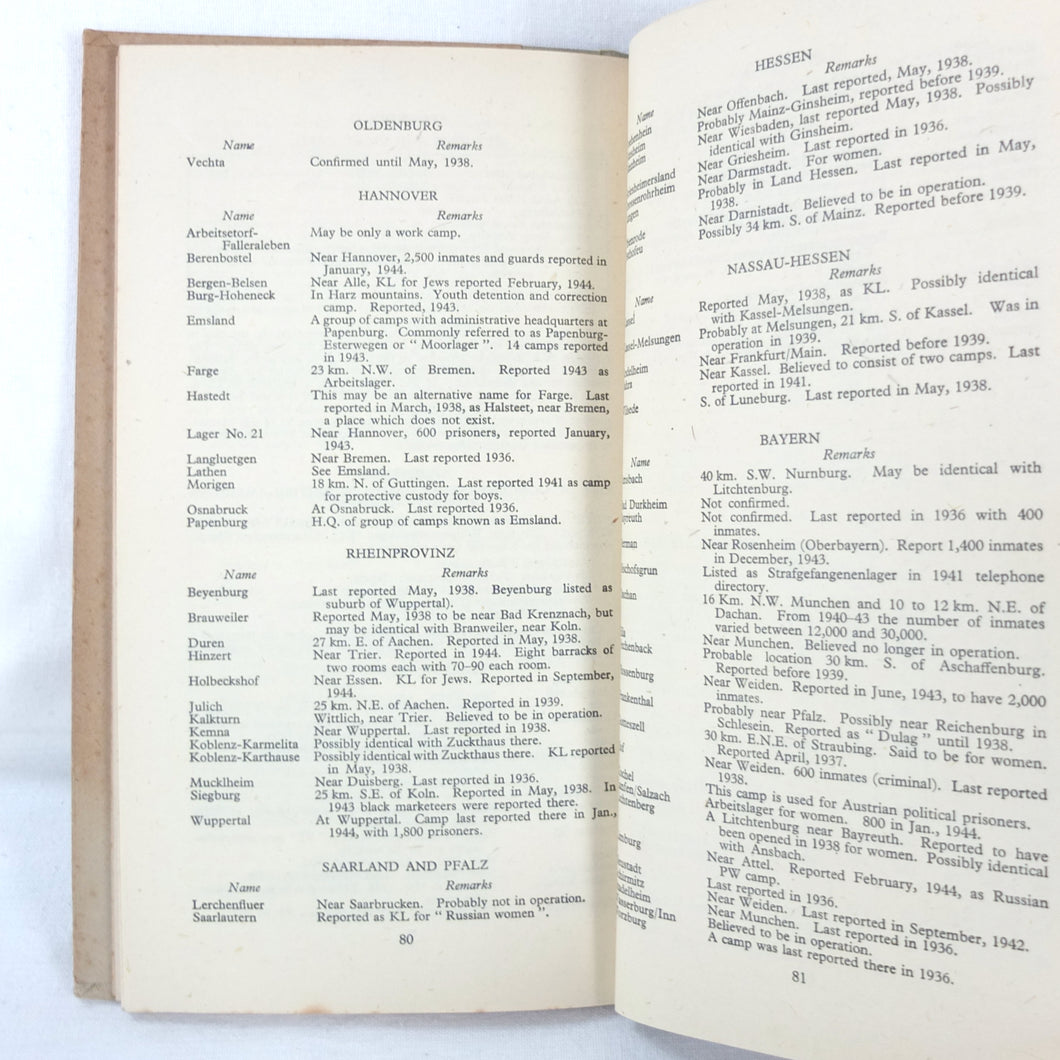 OLDENBURG
Name Remarks
Vechta Confirmed until May, 1938.
HANNOVER
Name Remarks
Arbeitsetorf-
Falleraleben May be only a work camp.
Berenbostel Near Hannover, 2,500 inmates and guards reported in
January, 1944.
Bergen-Belsen Near Alle, KL for Jews reported February, 1944.
Burg-Hoheneck In Harz mountains. Youth detention and correction
camp. Reported, 1943.
Emsland A group of camps with administrative headquarters at
Papenburg. Commonly referred to as Papenburg-
Esterwegen or “ Moorlager ”. 14 camps reported
in 1943.
Farge 23 km. N.W. of Bremen. Reported 1943 as
Arbeitslager.
Hastedt This may be an alternative name for Farge. Last
reported in March, 1938, as Halsteet, near Bremen,
a place which does not exist.
Lager No. 21 Near Hannover, 600 prisoners, reported January,
1943.
Langluetgen Near Bremen. Last reported 1936.
Lathen See Emsland.
Morigen 18 km. N. of Guttingen. Last reported 1941 as camp
for protective custody for boys.
Osnabruck At Osnabruck. Last reported 1936.
Papenburg H.Q. of group of camps known as Emsland.
RHEINPROVINZ
Name Remarks
Beyenburg Last reported May, 1938. Beyenburg listed as
suburb of Wuppertal).
Brauweiler Reported May, 1938 to be near Bad Krenznach, but
may be identical with Branweiler, near Koln.
Duren 27 km. E. of Aachen. Reported in May, 1938.
Hinzert Near Trier. Reported in 1944. Eight barracks of
two rooms each with 70–90 each room.
Holbeckshof Near Essen. KL for Jews. Reported in September,
1944.
Julich 25 km. N.E. of Aachen. Reported in 1939.
Kalkturn Wittlich, near Trier. Believed to be in operation.
Kemna Near Wuppertal. Last reported in 1938.
Koblenz-Karmelita Possibly identical with Zuckthaus there.
Koblenz-Karthause Possibly identical with Zuckthaus there. KL reported
in May, 1938.
Mucklheim Near Duisberg. Last reported in 1936.
Siegburg 25 km. S.E. of Koln. Reported in May, 1938. In
1943 black marketeers were reported there.
Wuppertal At Wuppertal. Camp last reported there in Jan.,
1944, with 1,800 prisoners.
SAARLAND AND PFALZ
Name Remarks
Lerchenfluer Near Saarbrucken. Probably not in operation.
Saarlautern Reported as KL for “ Russian women ”.
80
HESSEN
Name Remarks
Near Offenbach. Last reported, May, 1938.
Probably Mainz-Ginsheim, reported before 1939.
Near Wiesbaden, last reported May, 1938. Possibly
identical with Ginsheim.
Near Griesheim. Last reported in 1936.
Near Darmstadt. For women.
Probably in Land Hessen. Last reported in May,
1938.
Near Darnistadt. Believed to be in operation.
Possibly 34 km. S. of Mainz. Reported before 1939.
NASSAU-HESSEN
Name Remarks
Reported May, 1938, as KL. Possibly identical
with Kassel-Melsungen.
Probably at Melsungen, 21 km. S. of Kassel. Was in
operation in 1939.
Near Frankfurt/Main. Reported before 1939.
Near Kassel. Believed to consist of two camps. Last
reported in 1941.
S. of Luneburg. Last reported in May, 1938.
BAYERN
Name Remarks
40 km. S.W. Nurnburg. May be identical with
Litchtenburg.
Durkheim Not confirmed.
Not confirmed. Last reported in 1936 with 400
inmates.
Near Rosenheim (Oberbayern). Report 1,400 inmates
in December, 1943.
Listed as Strafgefangenenlager in 1941 telephone
directory.
16 Km. N.W. Munchen and 10 to 12 km. N.E. of
Dachan. From 1940–43 the number of inmates
varied between 12,000 and 30,000.
Near Munchen. Believed no longer in operation.
Probable location 30 km. S. of Aschaffenburg.
Reported before 1939.
Near Weiden. Reported in June, 1943, to have 2,000
inmates.
Probably near Pfalz. Possibly near Reichenburg in
Schlesein. Reported as “ Dulag ” until 1938.
30 km. E.N.E. of Straubing. Said to be for women.
Reported April, 1937.
Near Weiden. 600 inmates (criminal). Last reported
1938.
This camp is used for Austrian political prisoners.
Arbeitslager for women. 800 in Jan., 1944.
A Litchtenburg near Bayreuth. Reported to have
been opened in 1938 for women. Possibly identical
with Ansbach.
Near Attel. Reported February, 1944, as Russian
PW camp.
Last reported in 1936.
Near Weiden. Last reported in September, 1942.
Near Munchen. Last reported in 1936.
Believed to be in operation.
A camp was last reported there in 1936.
81